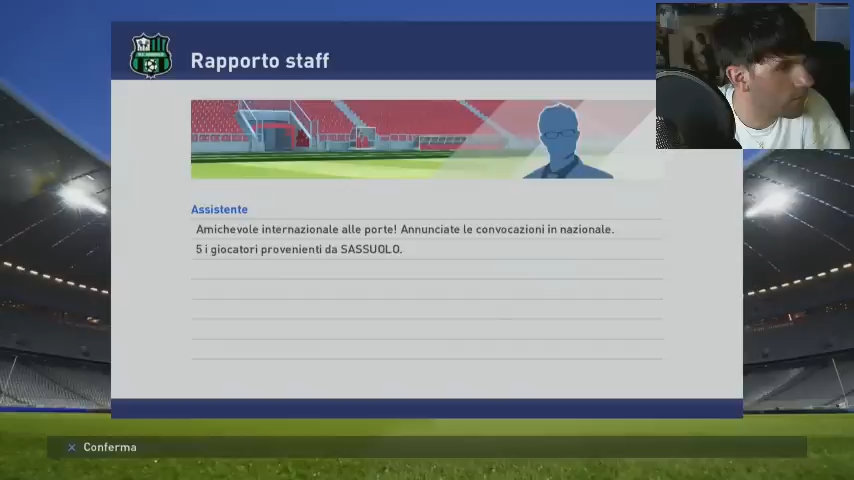 Rapporto staff
Assistente
Amichevole internazionale alle porte! Annunciate le convocazioni in nazionale.
5 i giocatori provenienti da SASSUOLO.
Conferma